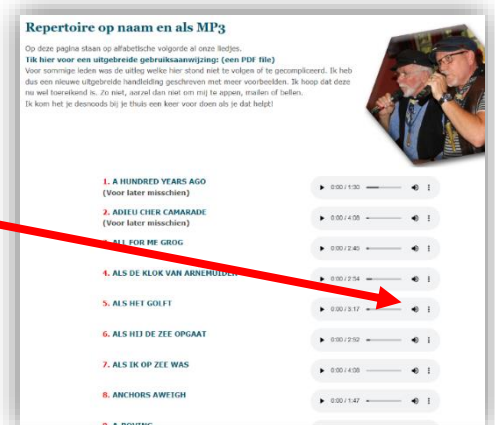 Repertoire op naam en als MP3
Op deze pagina staan op alfabetische volgorde al onze liedjes.
Tik hier voor een uitgebreide gebruiksaanwijzing: (een PDF file)
Voor sommige leden was de uitleg welke hier stond niet te volgen of te gecompliceerd. Ik heb
dus een nieuwe uitgebreide handleiding geschreven met meer voorbeelden. Ik hoop dat deze
nu wel toereikend is. Zo niet, aarzel dan niet om mij te appen, mailen of bellen.
Ik kom het je desnoods bij je thuis een keer voor doen als je dat helpt!
1. A HUNDRED YEARS AGO
(Voor later misschien)
0:00 / 1:30
2. ADIEU CHER CAMARADE
(Voor later misschien)
0:00 / 4:08
ALL FOR ME GROG
0:00 / 2:45
4. ALS DE KLOK VAN ARNEMUIDEN
0:00 / 2:54
5. ALS HET GOLFT
0:00 / 3:17
6. ALS HIJ DE ZEE OPGAAT
0:00 / 2:52
7. ALS IK OP ZEE WAS
0:00 / 4:08
8. ANCHORS AWEIGH
0:00 / 1:47
9. A-ROVING